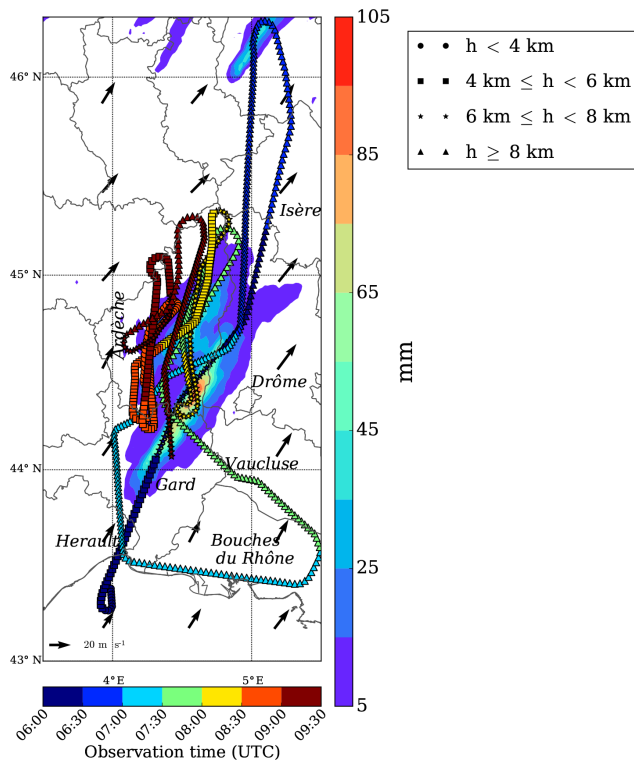 h < 4 km
4 km ≤ h < 6 km
6 km ≤ h < 8 km
h ≥ 8 km
46° N
45° N
44° N
43° N
4°E
5°E
Isère
Ardèche
Drôme
Vaucluse
Gard
Herault
Bouches
du Rhône
20 m s⁻¹
105
85
65
45
25
5
mm
06:00
06:30
07:00
07:30
08:00
08:30
09:00
09:30
Observation time (UTC)